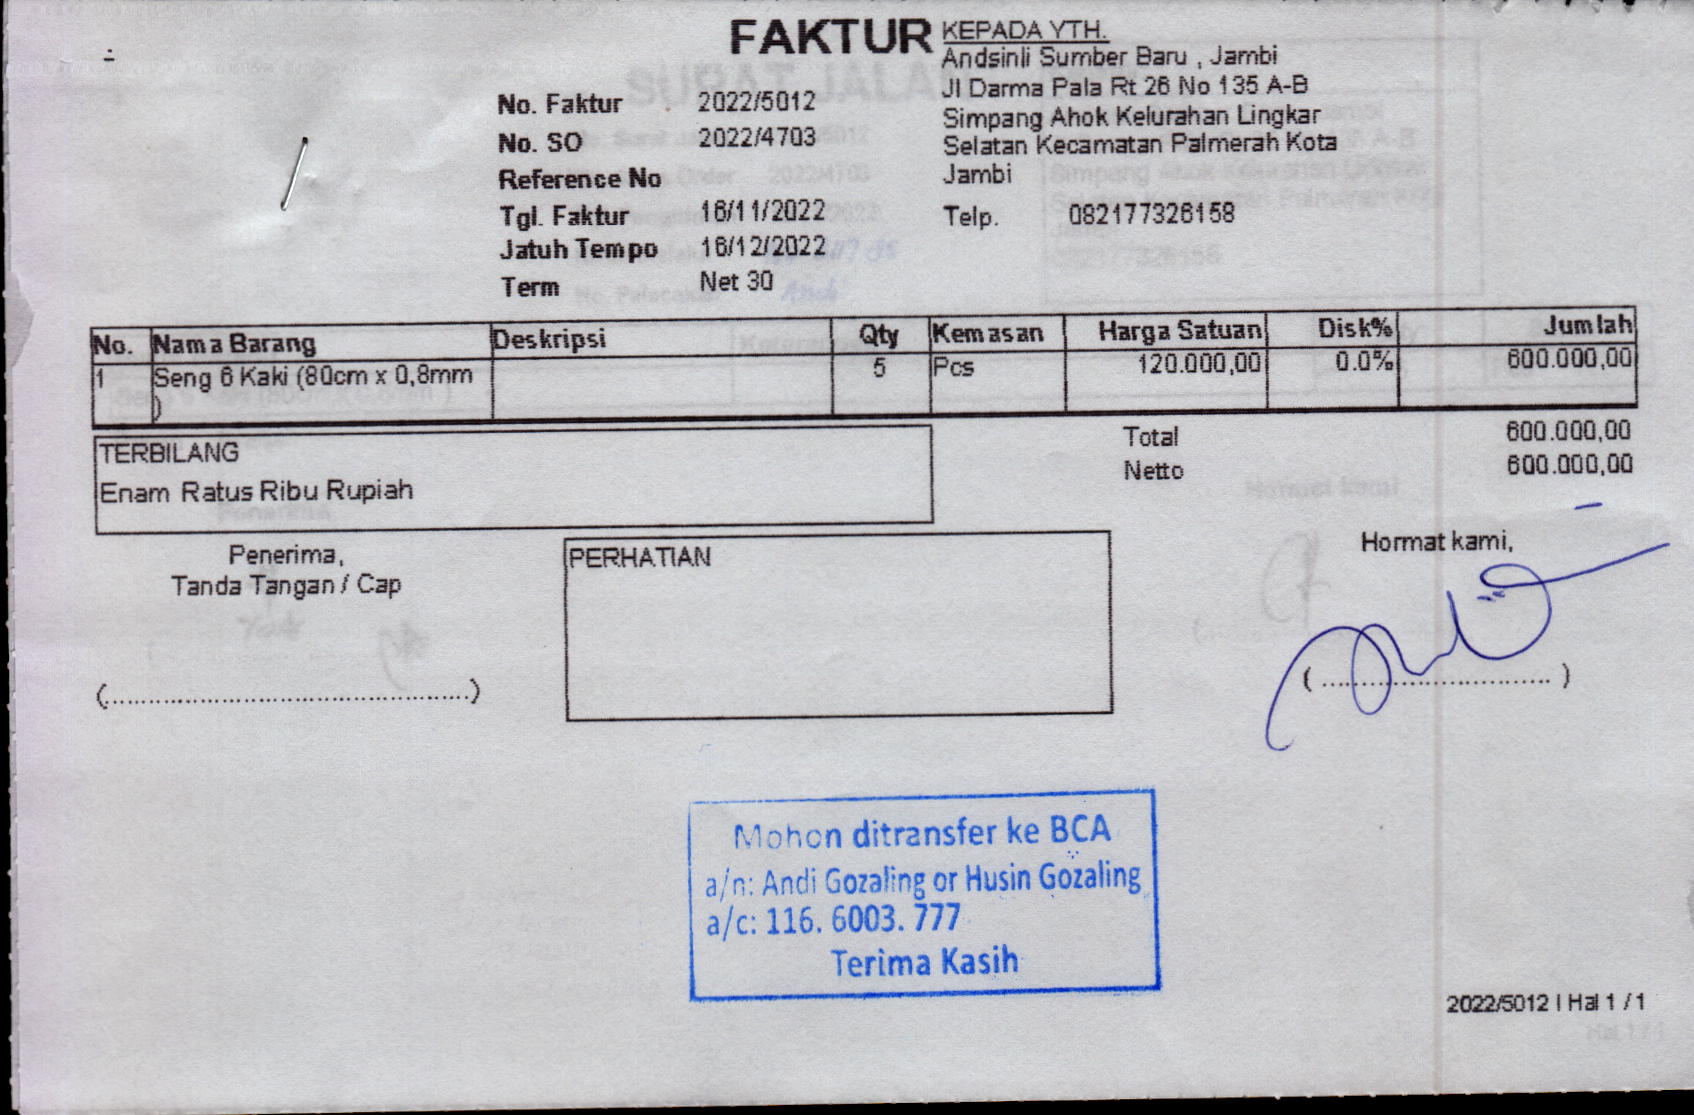 FAKTUR
KEPADA YTH.
Andsinli Sumber Baru , Jambi
Jl Darma Pala Rt 26 No 135 A-B
Simpang Ahok Kelurahan Lingkar
Selatan Kecamatan Palmerah Kota
Jambi
Telp. 082177326158
No. Faktur 2022/5012
No. SO 2022/4703
Reference No
Tgl. Faktur 16/11/2022
Jatuh Tempo 16/12/2022
Term Net 30
No. Nama Barang Deskripsi Qty Kemasan Harga Satuan Disk% Jumlah
1 Seng 6 Kaki (80cm x 0,8mm 5 Pcs 120.000,00 0.0% 600.000,00
)
TERBILANG
Enam Ratus Ribu Rupiah
Total 600.000,00
Netto 600.000,00
Penerima,
Tanda Tangan / Cap
(................................................)
PERHATIAN
Hormat kami,
( .............................. )
Mohon ditransfer ke BCA
a/n: Andi Gozaling or Husin Gozaling
a/c: 116. 6003. 777
Terima Kasih
2022/5012 | Hal 1 / 1